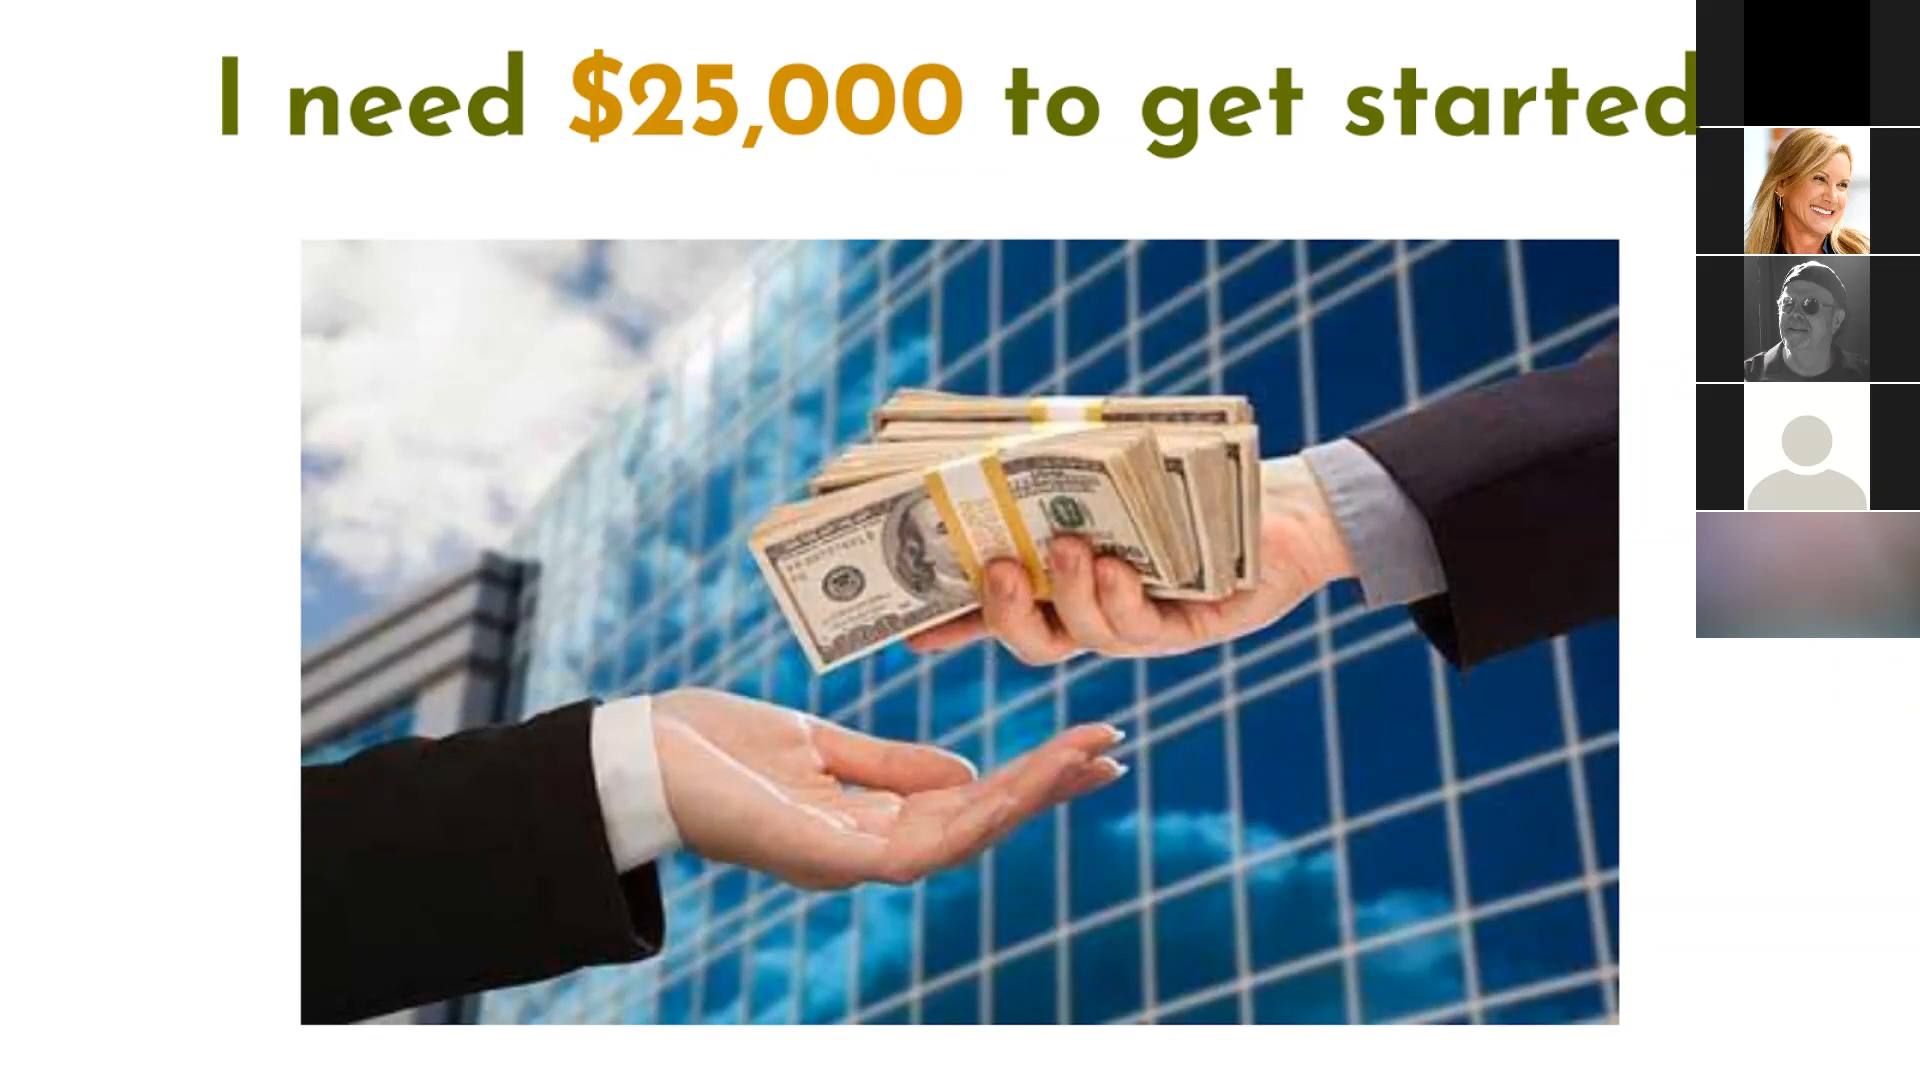 I need $25,000 to get started